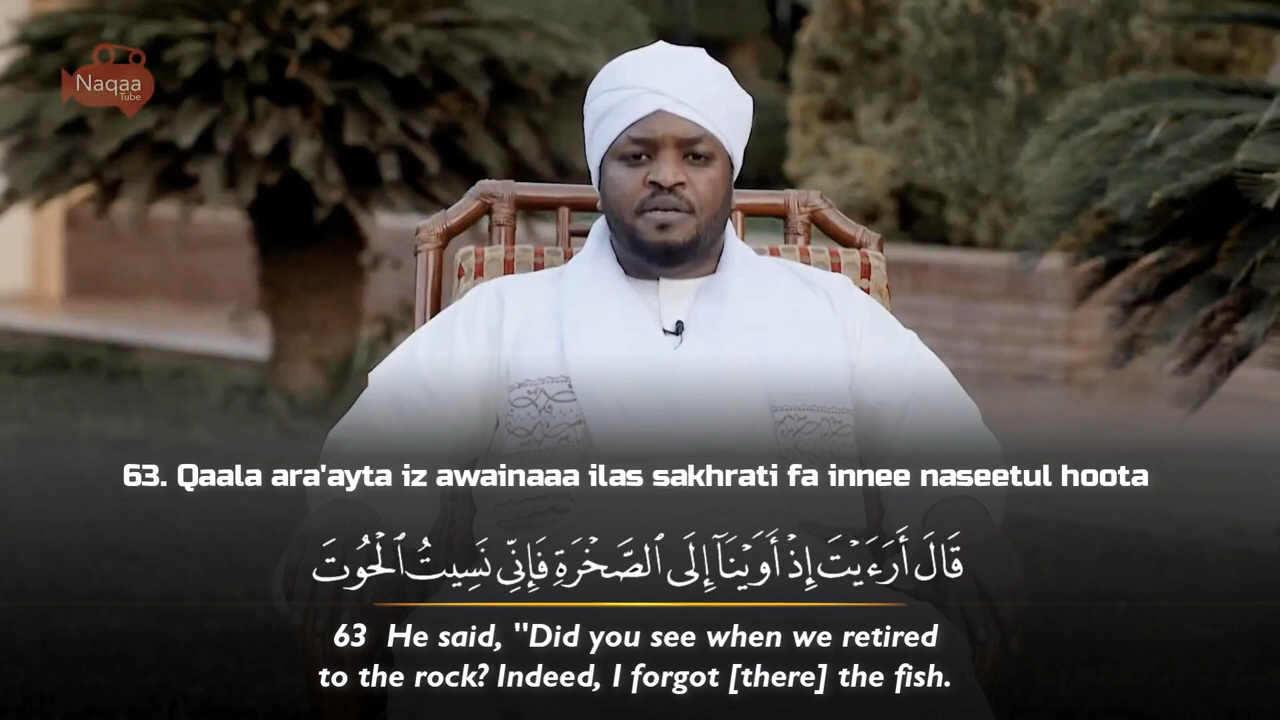 Naqaa
Tube
63. Qaala ara'ayta iz awainaaa ilas sakhrati fa innee naseetul hoota
قَالَ أَرَءَيْتَ إِذْ أَوَيْنَآ إِلَى ٱلصَّخْرَةِ فَإِنِّى نَسِيتُ ٱلْحُوتَ
63 He said, "Did you see when we retired
to the rock? Indeed, I forgot [there] the fish.